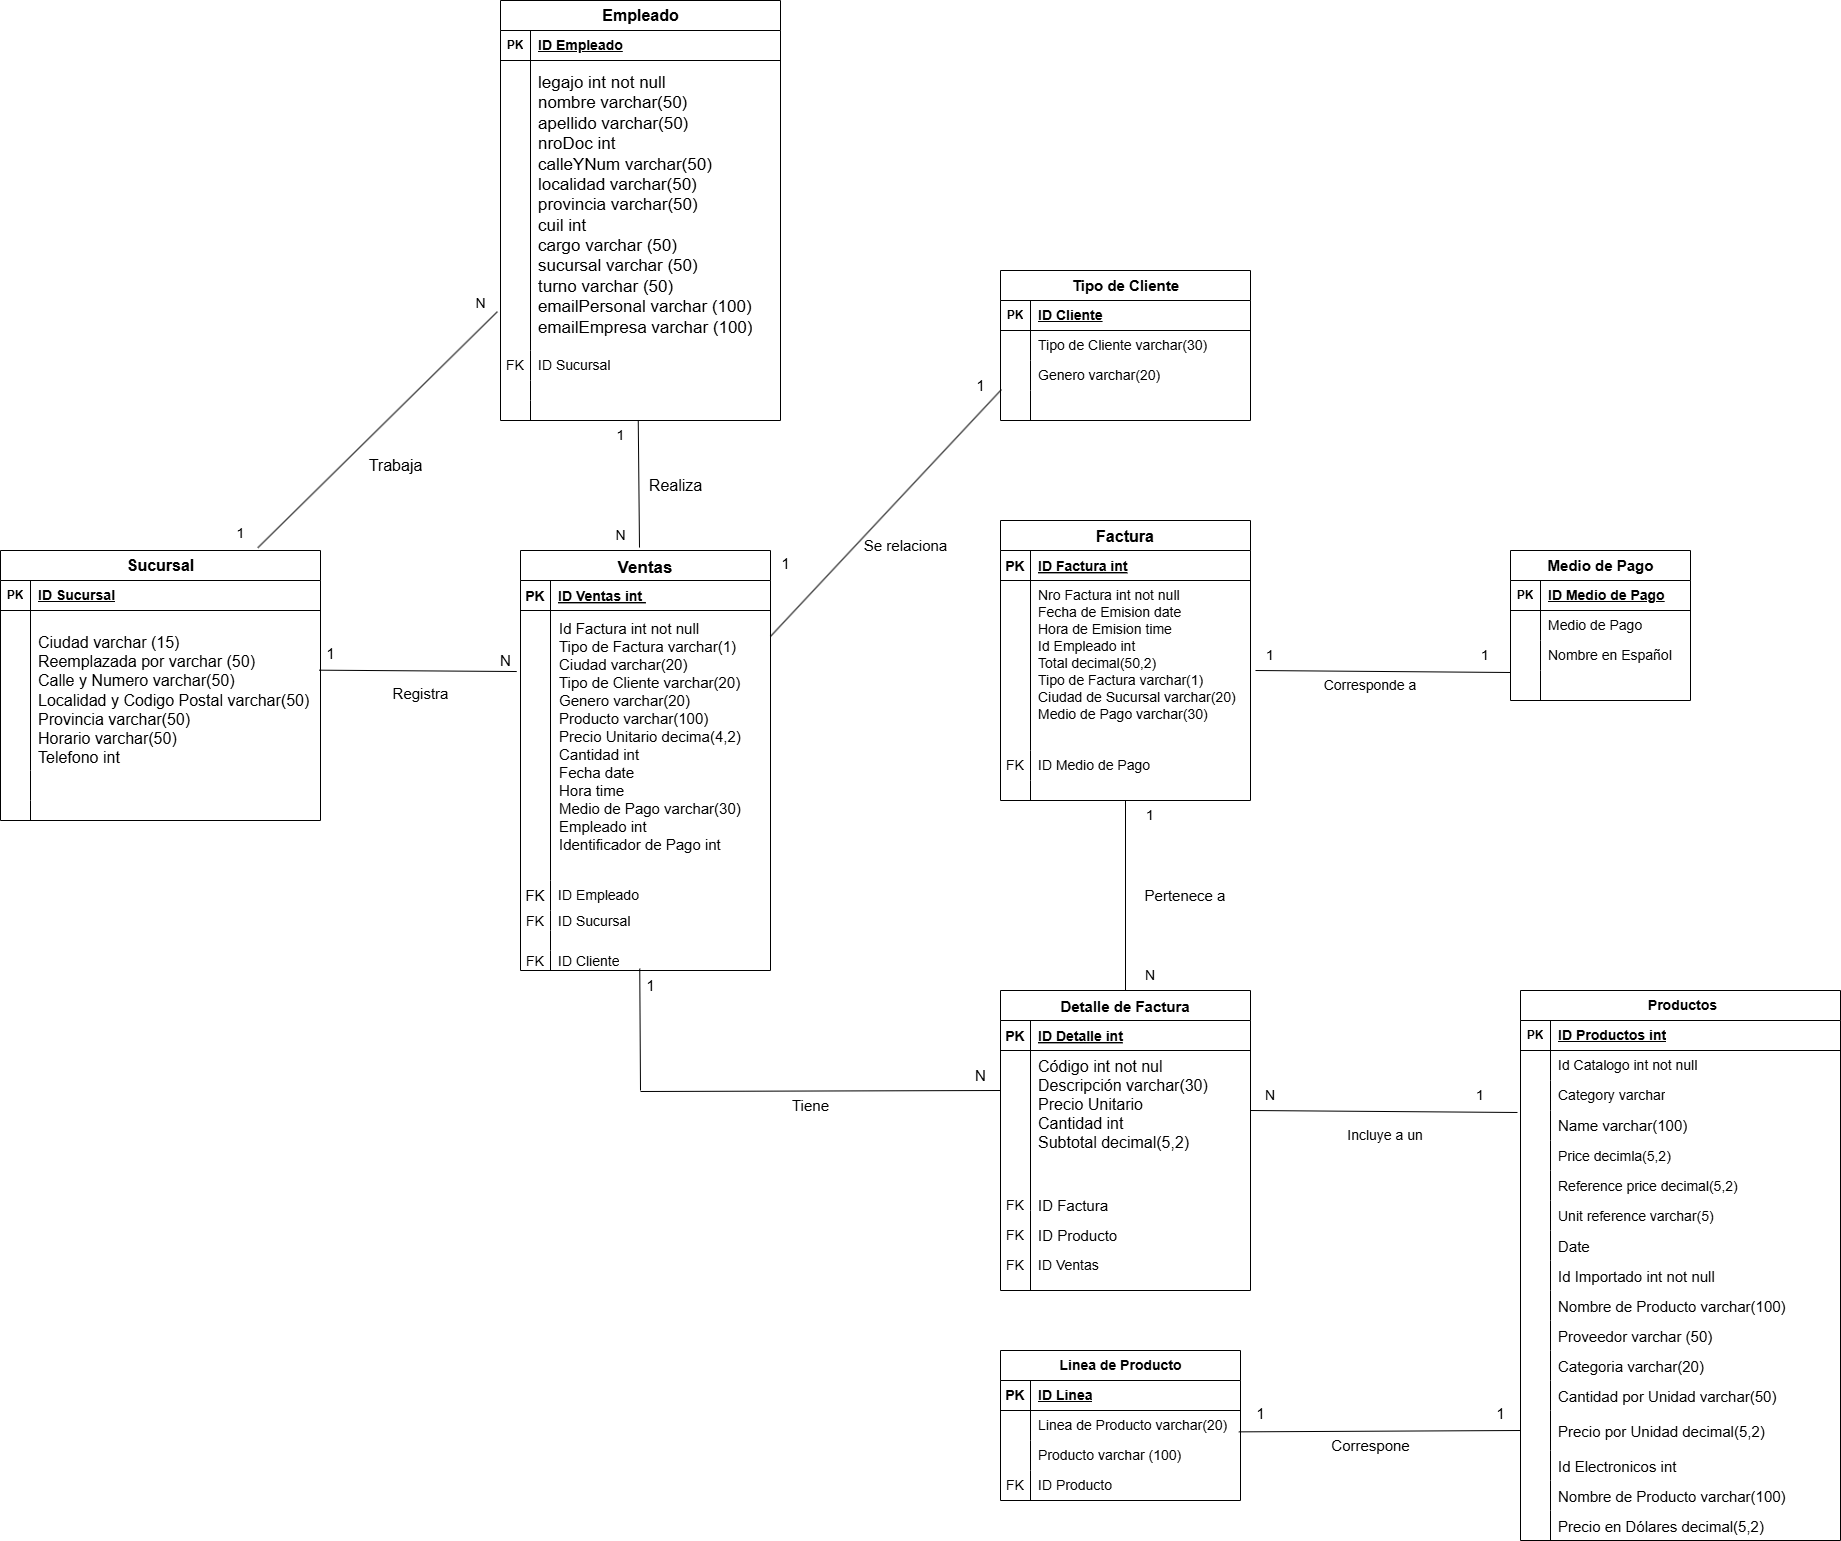 Empleado
PK ID Empleado
legajo int not null
nombre varchar(50)
apellido varchar(50)
nroDoc int
calleYNum varchar(50)
localidad varchar(50)
provincia varchar(50)
cuil int
cargo varchar (50)
sucursal varchar (50)
turno varchar (50)
emailPersonal varchar (100)
emailEmpresa varchar (100)
FK ID Sucursal
N
Trabaja
1
1
Realiza
N
Tipo de Cliente
PK ID Cliente
Tipo de Cliente varchar(30)
Genero varchar(20)
1
Se relaciona
1
Sucursal
PK ID Sucursal
Ciudad varchar (15)
Reemplazada por varchar (50)
Calle y Numero varchar(50)
Localidad y Codigo Postal varchar(50)
Provincia varchar(50)
Horario varchar(50)
Telefono int
1
Registra
N
Ventas
PK ID Ventas int
Id Factura int not null
Tipo de Factura varchar(1)
Ciudad varchar(20)
Tipo de Cliente varchar(20)
Genero varchar(20)
Producto varchar(100)
Precio Unitario decima(4,2)
Cantidad int
Fecha date
Hora time
Medio de Pago varchar(30)
Empleado int
Identificador de Pago int
FK ID Empleado
FK ID Sucursal
FK ID Cliente
1
Tiene
N
Factura
PK ID Factura int
Nro Factura int not null
Fecha de Emision date
Hora de Emision time
Id Empleado int
Total decimal(50,2)
Tipo de Factura varchar(1)
Ciudad de Sucursal varchar(20)
Medio de Pago varchar(30)
FK ID Medio de Pago
1
Corresponde a
1
Medio de Pago
PK ID Medio de Pago
Medio de Pago
Nombre en Español
1
Pertenece a
N
Detalle de Factura
PK ID Detalle int
Código int not nul
Descripción varchar(30)
Precio Unitario
Cantidad int
Subtotal decimal(5,2)
FK ID Factura
FK ID Producto
FK ID Ventas
N
Incluye a un
1
Productos
PK ID Productos int
Id Catalogo int not null
Category varchar
Name varchar(100)
Price decimla(5,2)
Reference price decimal(5,2)
Unit reference varchar(5)
Date
Id Importado int not null
Nombre de Producto varchar(100)
Proveedor varchar (50)
Categoria varchar(20)
Cantidad por Unidad varchar(50)
Precio por Unidad decimal(5,2)
Id Electronicos int
Nombre de Producto varchar(100)
Precio en Dólares decimal(5,2)
Linea de Producto
PK ID Linea
Linea de Producto varchar(20)
Producto varchar (100)
FK ID Producto
1
Correspone
1